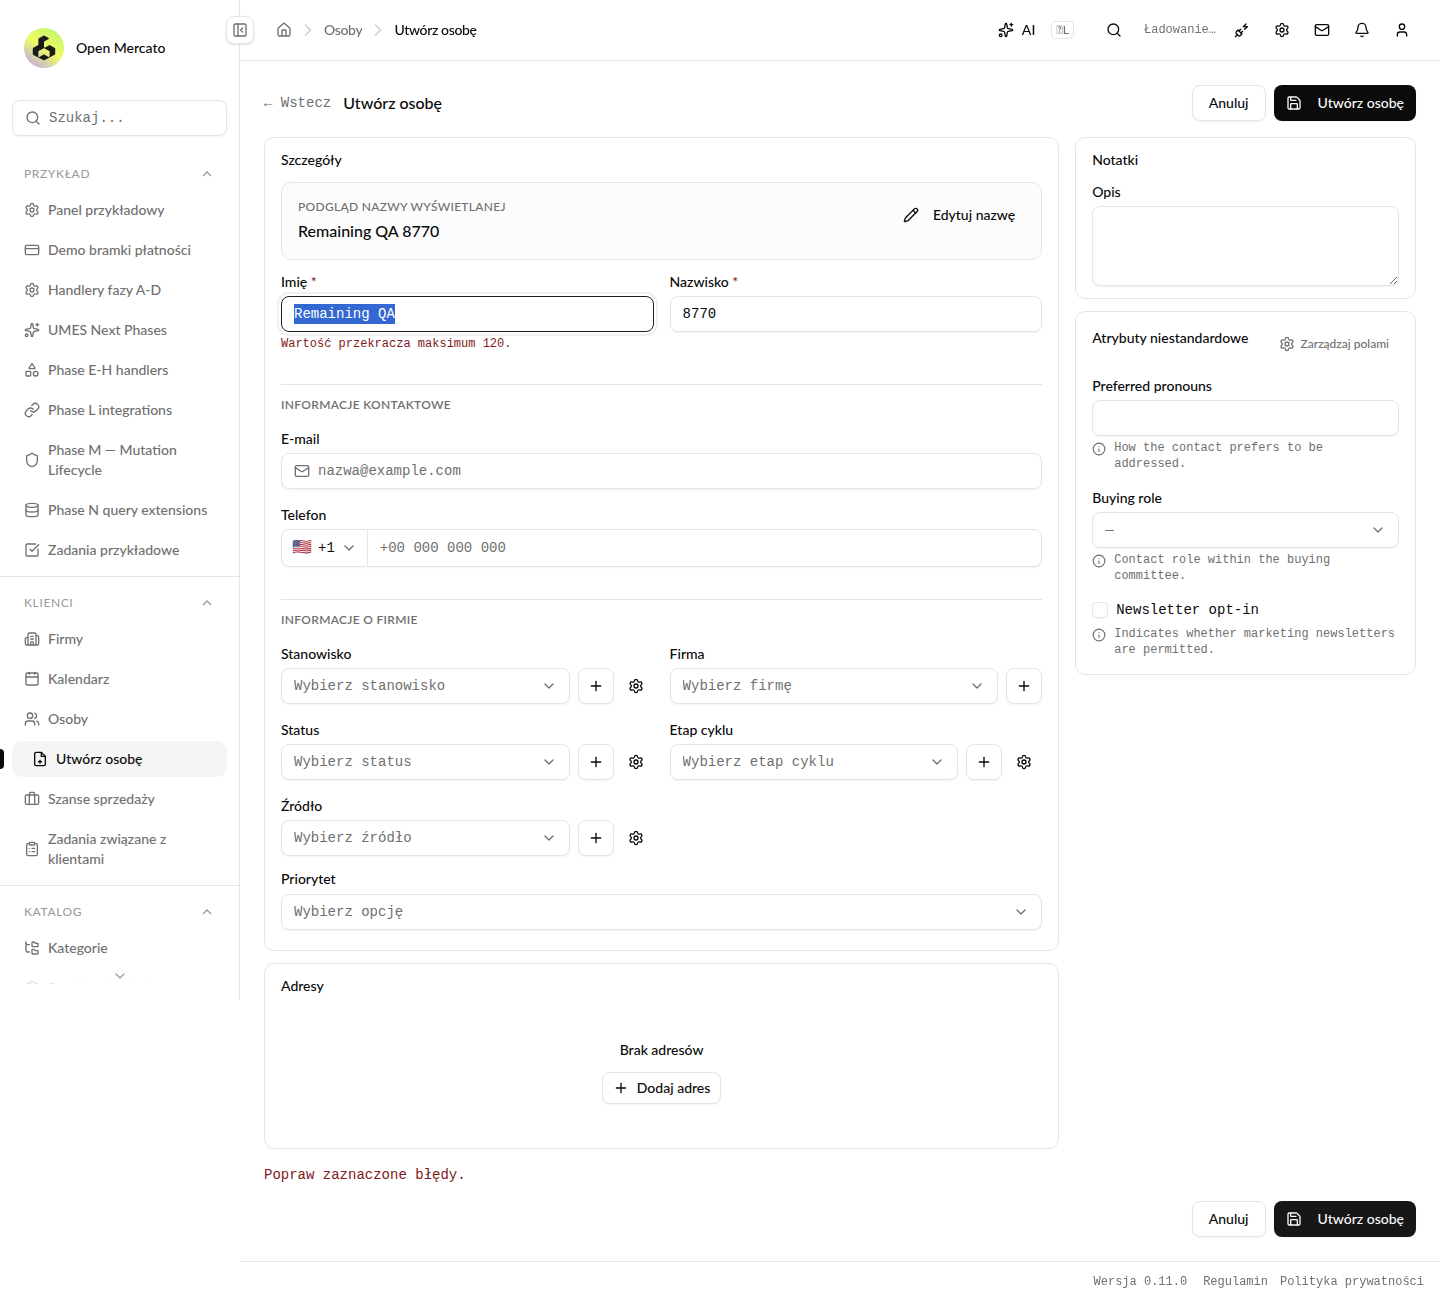 Open Mercato
Szukaj...
PRZYKŁAD
Panel przykładowy
Demo bramki płatności
Handlery fazy A-D
UMES Next Phases
Phase E-H handlers
Phase L integrations
Phase M — Mutation
Lifecycle
Phase N query extensions
Zadania przykładowe
KLIENCI
Firmy
Kalendarz
Osoby
Utwórz osobę
Szanse sprzedaży
Zadania związane z
klientami
KATALOG
Kategorie
Osoby
Utwórz osobę
AI
L
Ładowanie…
← Wstecz
Utwórz osobę
Anuluj
Utwórz osobę
Szczegóły
PODGLĄD NAZWY WYŚWIETLANEJ
Remaining QA 8770
Edytuj nazwę
Imię *
Nazwisko *
Remaining QA
8770
Wartość przekracza maksimum 120.
INFORMACJE KONTAKTOWE
E-mail
nazwa@example.com
Telefon
+1
+00 000 000 000
INFORMACJE O FIRMIE
Stanowisko
Firma
Wybierz stanowisko
Wybierz firmę
Status
Etap cyklu
Wybierz status
Wybierz etap cyklu
Źródło
Wybierz źródło
Priorytet
Wybierz opcję
Adresy
Brak adresów
Dodaj adres
Popraw zaznaczone błędy.
Notatki
Opis
Atrybuty niestandardowe
Zarządzaj polami
Preferred pronouns
How the contact prefers to be
addressed.
Buying role
—
Contact role within the buying
committee.
Newsletter opt-in
Indicates whether marketing newsletters
are permitted.
Anuluj
Utwórz osobę
Wersja 0.11.0
Regulamin
Polityka prywatności